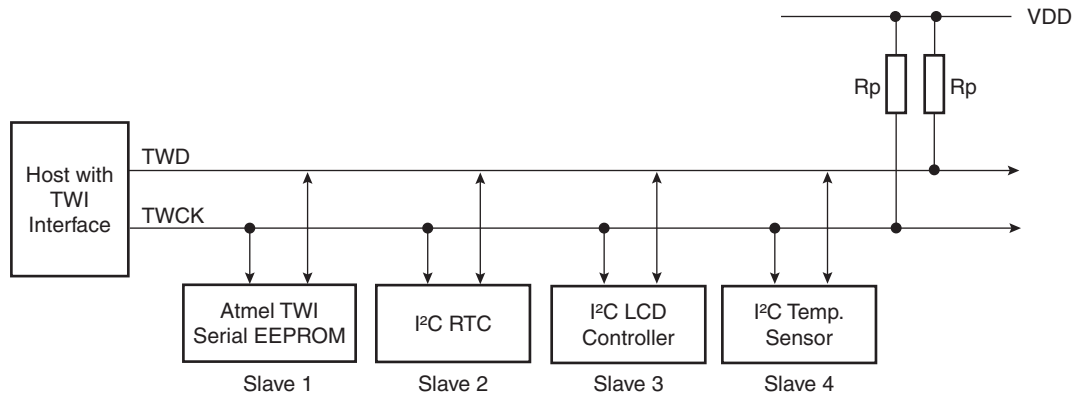 VDD
Rp
Rp
Host with
TWI
Interface
TWD
TWCK
Atmel TWI
Serial EEPROM
I²C RTC
I²C LCD
Controller
I²C Temp.
Sensor
Slave 1
Slave 2
Slave 3
Slave 4